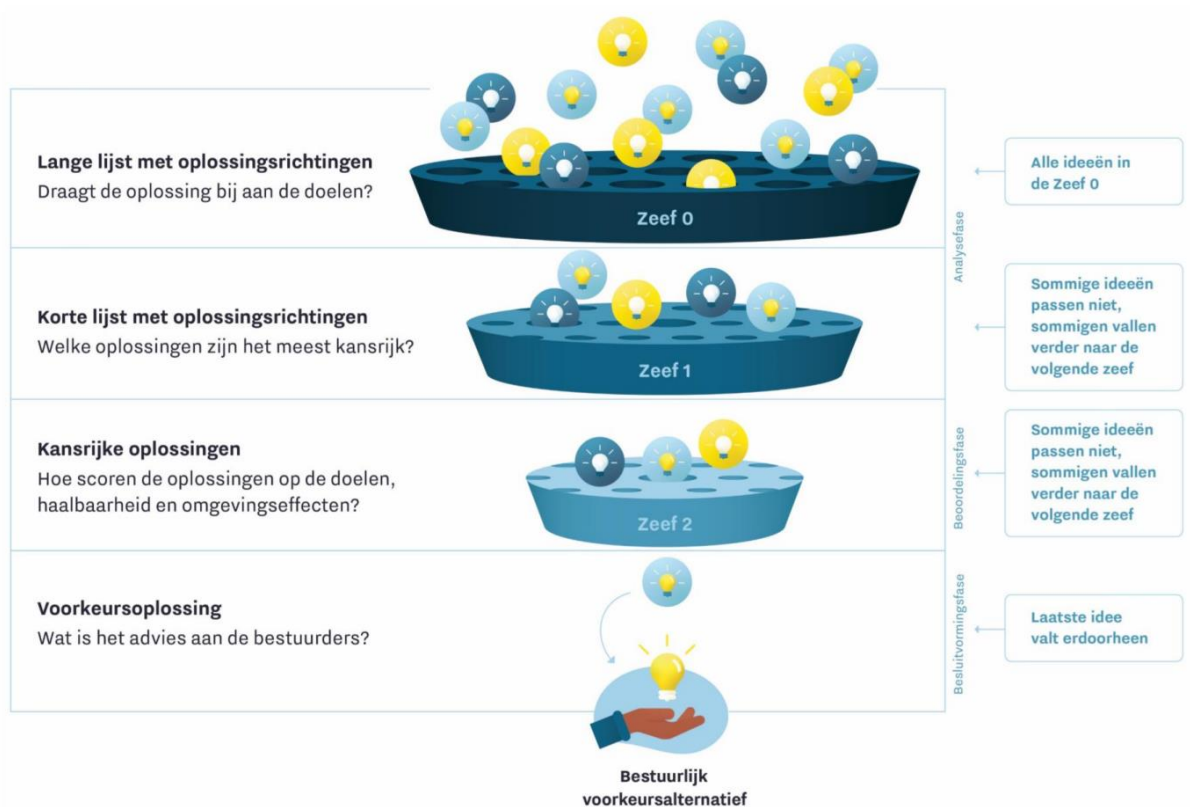 Lange lijst met oplossingsrichtingen
Draagt de oplossing bij aan de doelen?
Zeef 0
Alle ideeën in
de Zeef 0
Analysefase
Korte lijst met oplossingsrichtingen
Welke oplossingen zijn het meest kansrijk?
Zeef 1
Sommige ideeën
passen niet,
sommigen vallen
verder naar de
volgende zeef
Kansrijke oplossingen
Hoe scoren de oplossingen op de doelen,
haalbaarheid en omgevingseffecten?
Zeef 2
Beoordelingsfase
Sommige ideeën
passen niet,
sommigen vallen
verder naar de
volgende zeef
Voorkeursoplossing
Wat is het advies aan de bestuurders?
Besluitvormingsfase
Laatste idee
valt erdoorheen
Bestuurlijk
voorkeursalternatief